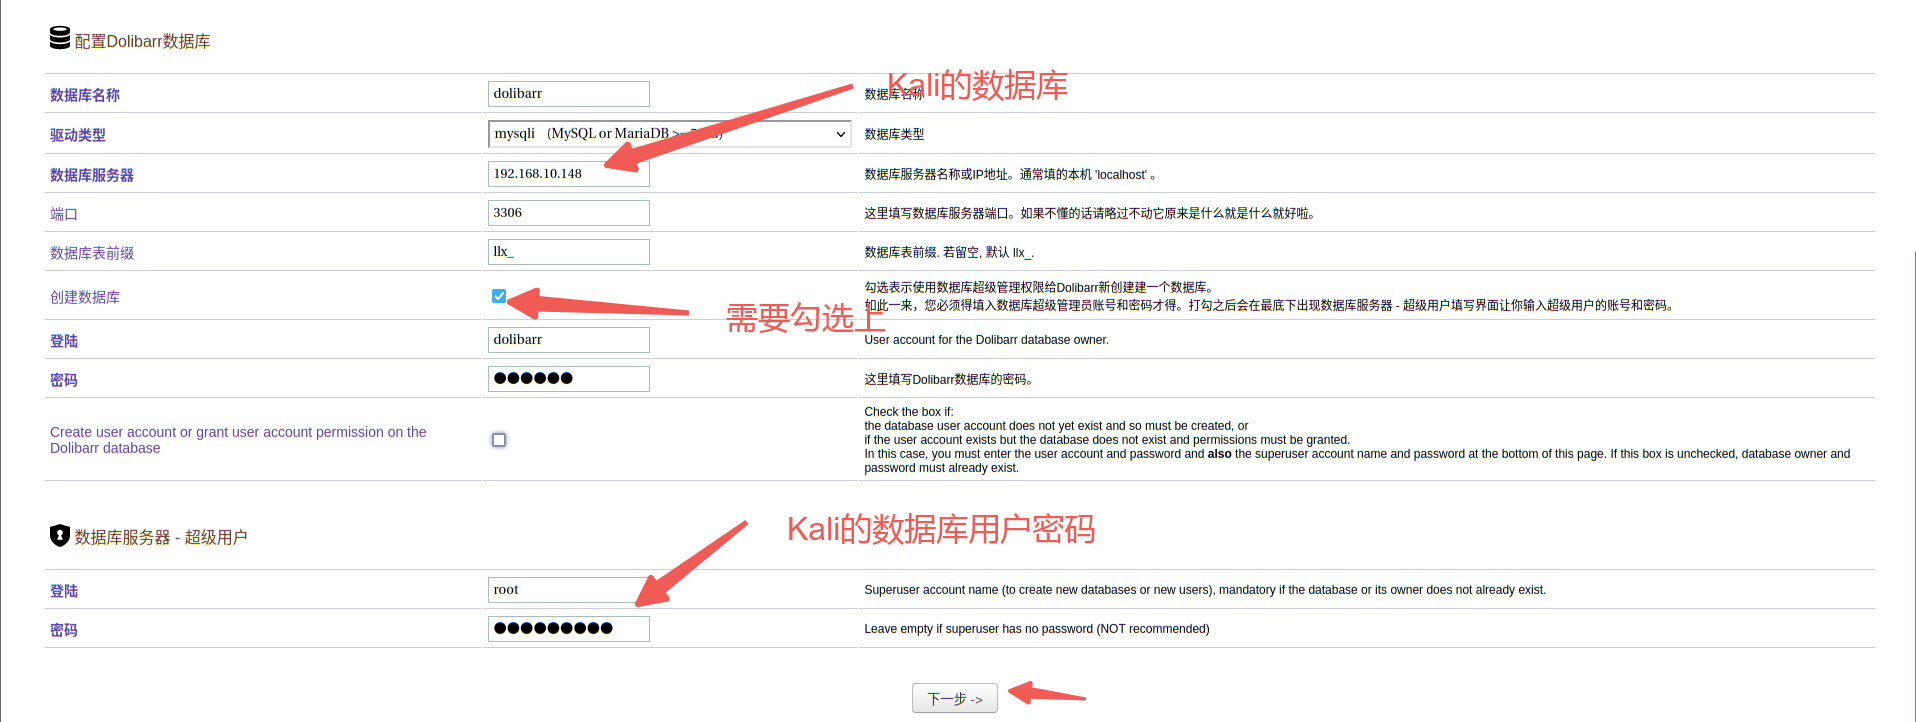 配置Dolibarr数据库
Kali的数据库
数据库名称 dolibarr 数据库名称
驱动类型 mysqli (MySQL or MariaDB >= 数据库类型
数据库服务器 192.168.10.148 数据库服务器名称或IP地址。通常填的本机 'localhost' 。
端口 3306 这里填写数据库服务器端口。如果不懂的话请略过不动它原来是什么就是什么就好啦。
数据库表前缀 llx_ 数据库表前缀. 若留空, 默认 llx_.
创建数据库 勾选表示使用数据库超级管理权限给Dolibarr新创建建一个数据库。
如此一来，您必须得填入数据库超级管理员账号和密码才得。打勾之后会在最底下出现数据库服务器 - 超级用户填写界面让你输入超级用户的账号和密码。
需要勾选上
登陆 dolibarr User account for the Dolibarr database owner.
密码 ●●●●●● 这里填写Dolibarr数据库的密码。
Create user account or grant user account permission on the
Dolibarr database
Check the box if:
the database user account does not yet exist and so must be created, or
if the user account exists but the database does not exist and permissions must be granted.
In this case, you must enter the user account and password and also the superuser account name and password at the bottom of this page. If this box is unchecked, database owner and
password must already exist.
Kali的数据库用户密码
数据库服务器 - 超级用户
登陆 root Superuser account name (to create new databases or new users), mandatory if the database or its owner does not already exist.
密码 ●●●●●●●●● Leave empty if superuser has no password (NOT recommended)
下一步 ->